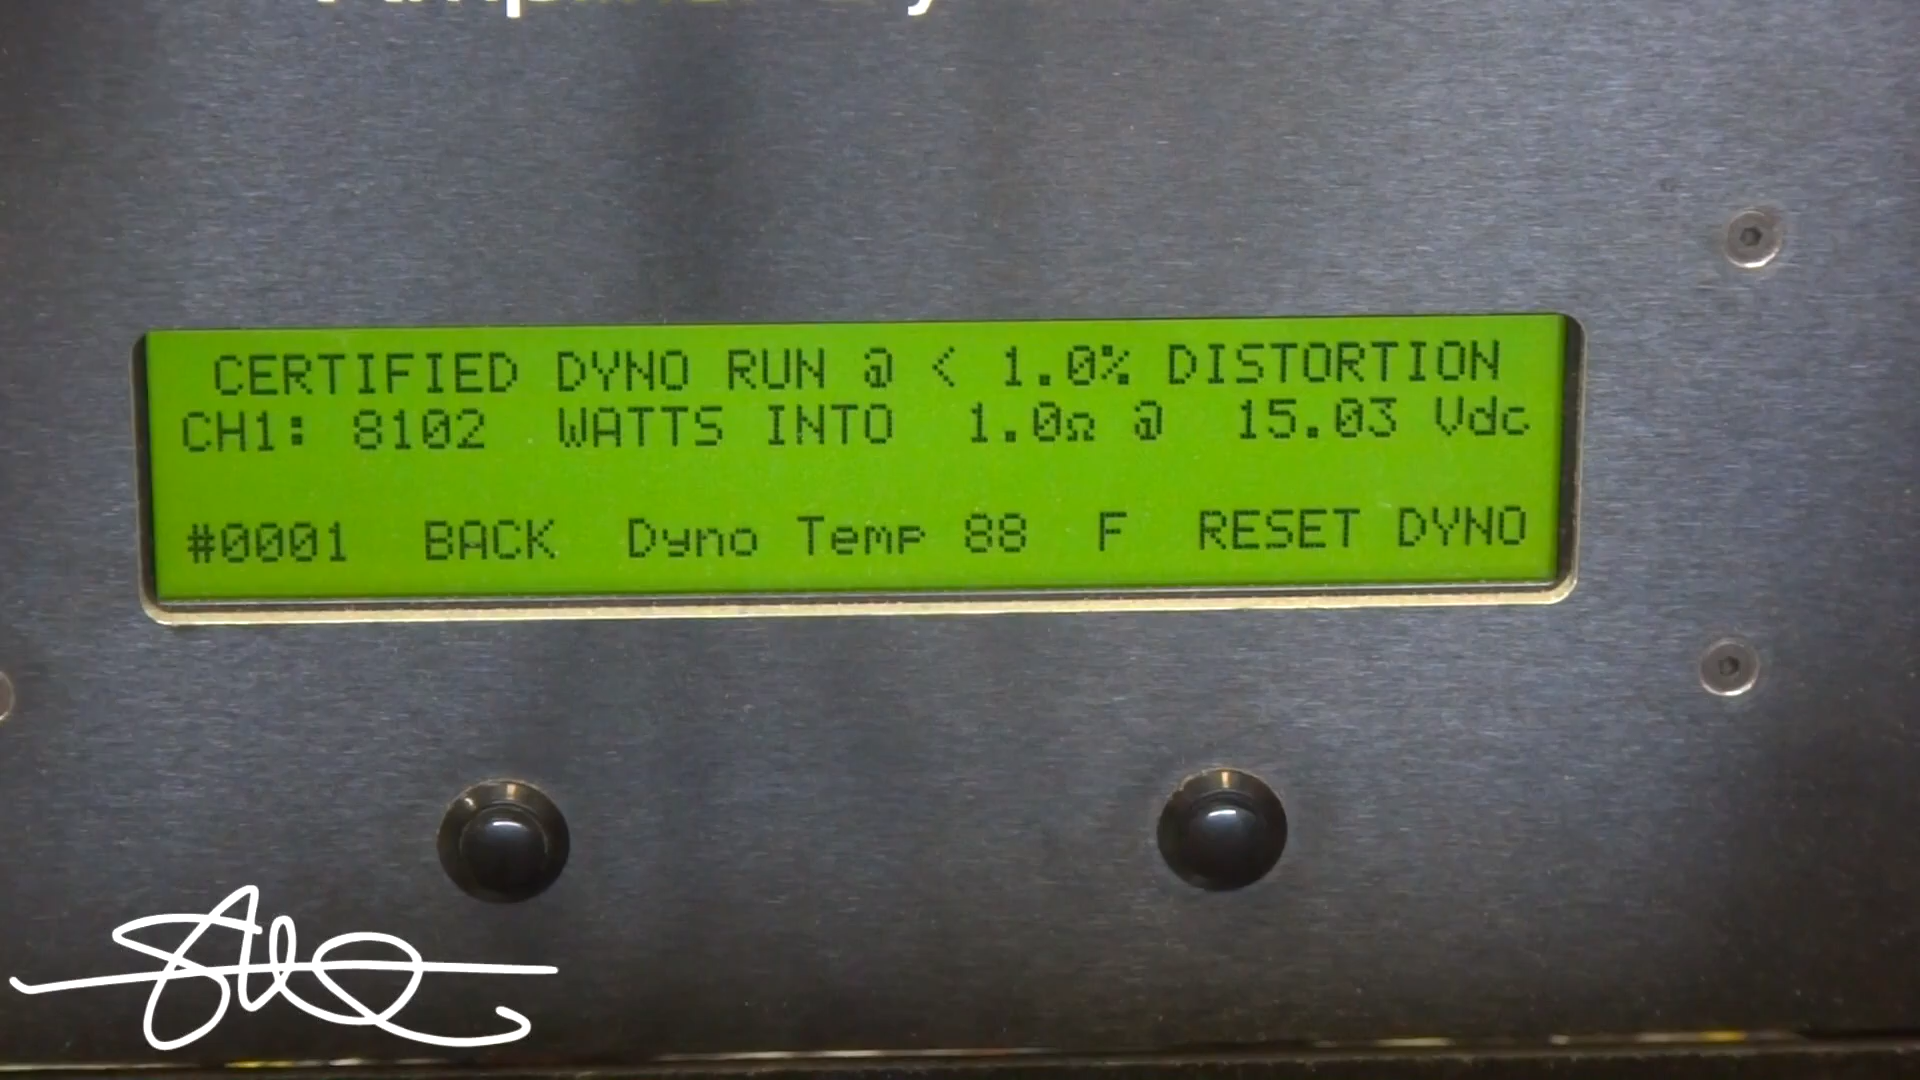 CERTIFIED DYNO RUN @ < 1.0% DISTORTION
CH1: 8102 WATTS INTO 1.0Ω @ 15.03 Vdc
#0001 BACK Dyno Temp 88 F RESET DYNO